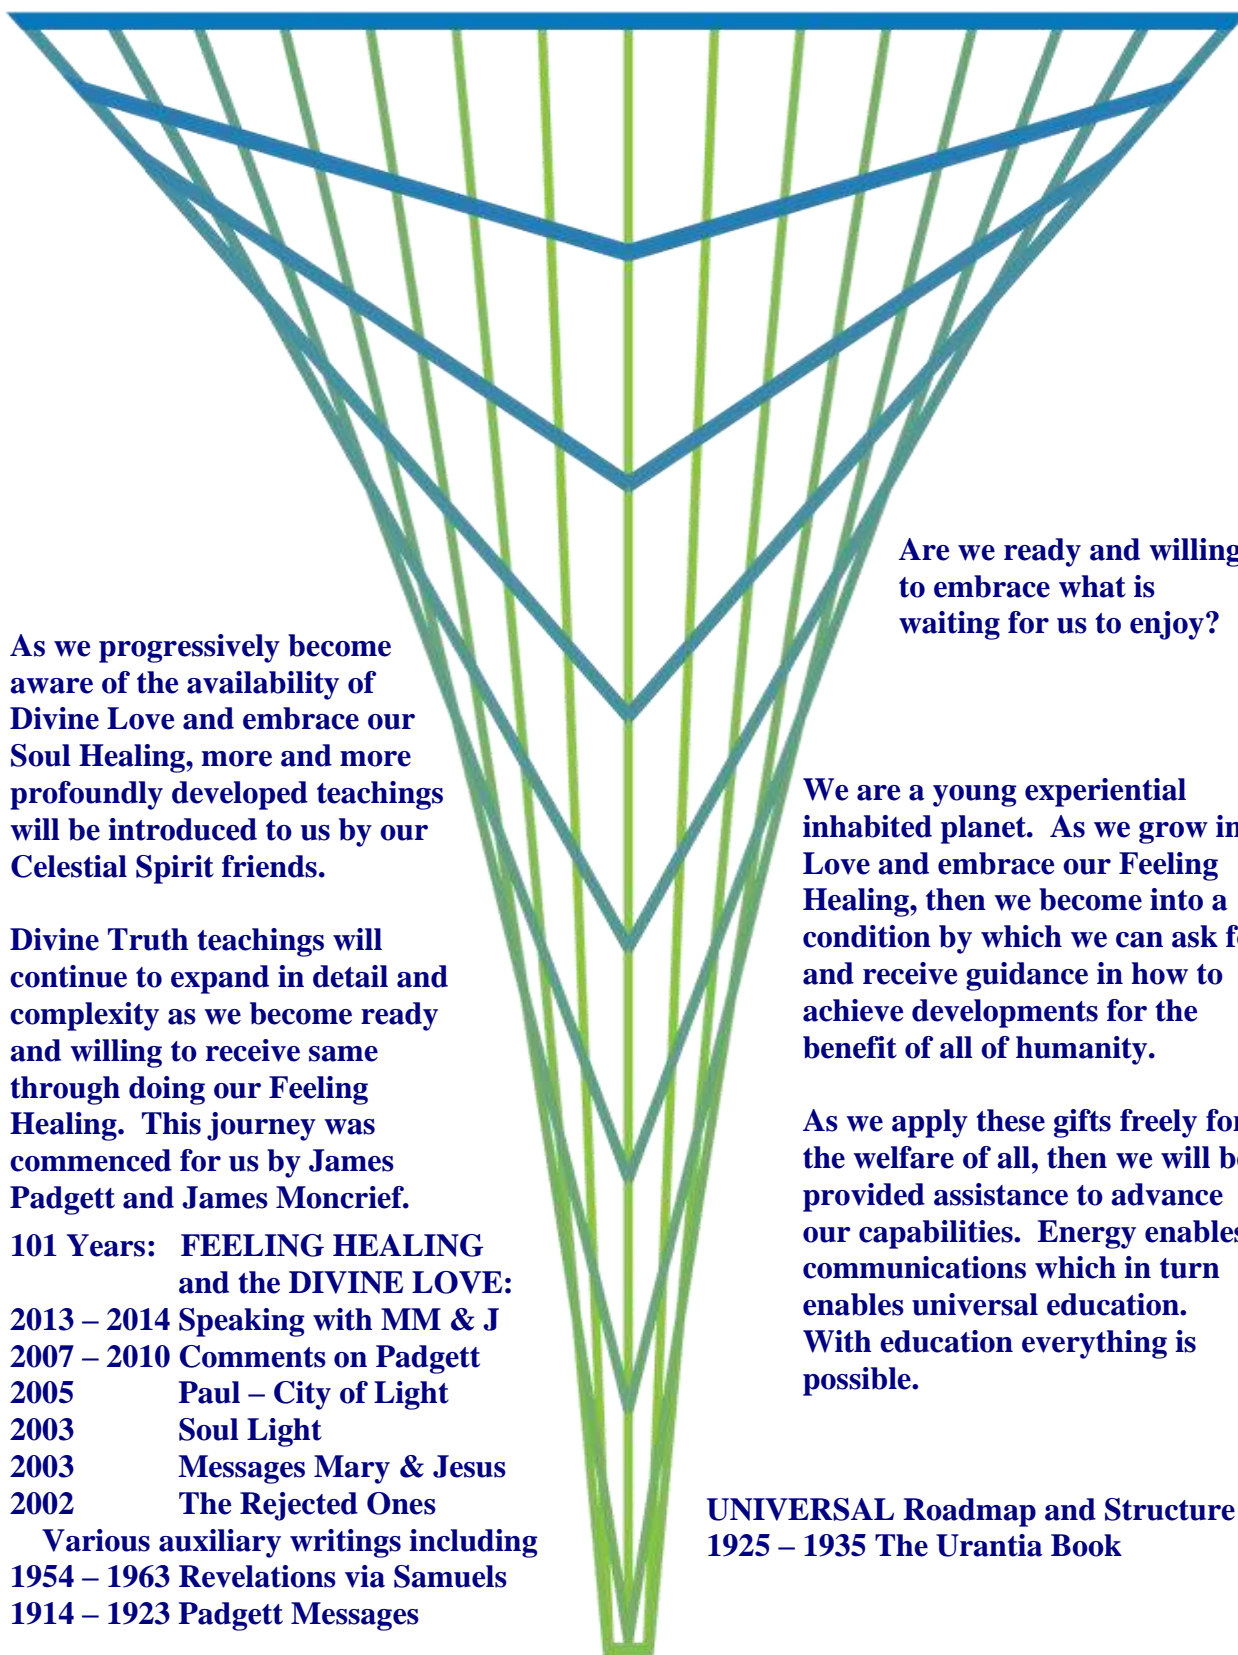 As we progressively become
aware of the availability of
Divine Love and embrace our
Soul Healing, more and more
profoundly developed teachings
will be introduced to us by our
Celestial Spirit friends.
Divine Truth teachings will
continue to expand in detail and
complexity as we become ready
and willing to receive same
through doing our Feeling
Healing. This journey was
commenced for us by James
Padgett and James Moncrief.
101 Years: FEELING HEALING
and the DIVINE LOVE:
2013 – 2014 Speaking with MM & J
2007 – 2010 Comments on Padgett
2005 Paul – City of Light
2003 Soul Light
2003 Messages Mary & Jesus
2002 The Rejected Ones
Various auxiliary writings including
1954 – 1963 Revelations via Samuels
1914 – 1923 Padgett Messages
Are we ready and willing
to embrace what is
waiting for us to enjoy?
We are a young experiential
inhabited planet. As we grow in
Love and embrace our Feeling
Healing, then we become into a
condition by which we can ask
and receive guidance in how to
achieve developments for the
benefit of all of humanity.
As we apply these gifts freely for
the welfare of all, then we will be
provided assistance to advance
our capabilities. Energy enables
communications which in turn
enables universal education.
With education everything is
possible.
UNIVERSAL Roadmap and Structure
1925 – 1935 The Urantia Book